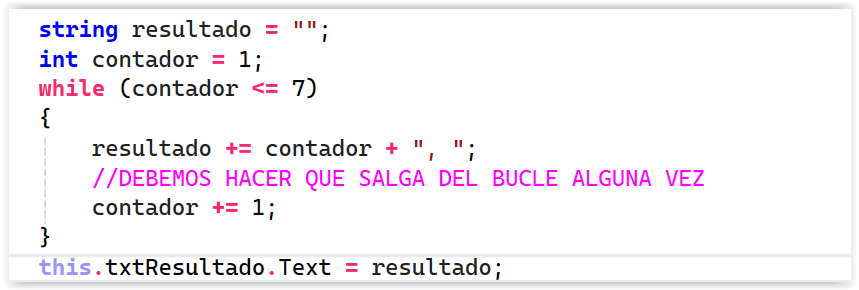 string resultado = "";
int contador = 1;
while (contador <= 7)
{
    resultado += contador + ", ";
    //DEBEMOS HACER QUE SALGA DEL BUCLE ALGUNA VEZ
    contador += 1;
}
this.txtResultado.Text = resultado;